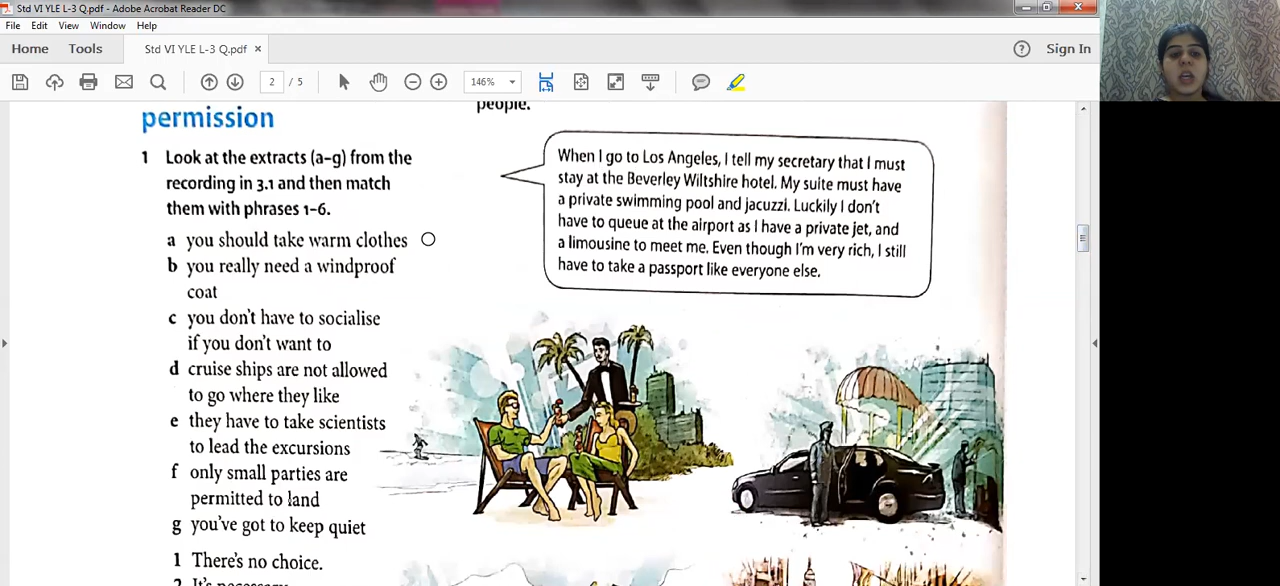 Std VI YLE L-3 Q.pdf - Adobe Acrobat Reader DC
File Edit View Window Help
Home Tools Std VI YLE L-3 Q.pdf × Sign In
2 / 5 146%
people.
permission
1 Look at the extracts (a–g) from the
recording in 3.1 and then match
them with phrases 1–6.
a you should take warm clothes
b you really need a windproof
coat
c you don't have to socialise
if you don't want to
d cruise ships are not allowed
to go where they like
e they have to take scientists
to lead the excursions
f only small parties are
permitted to land
g you've got to keep quiet
1 There's no choice.
2 It's necessary.
When I go to Los Angeles, I tell my secretary that I must
stay at the Beverley Wiltshire hotel. My suite must have
a private swimming pool and jacuzzi. Luckily I don't
have to queue at the airport as I have a private jet, and
a limousine to meet me. Even though I'm very rich, I still
have to take a passport like everyone else.